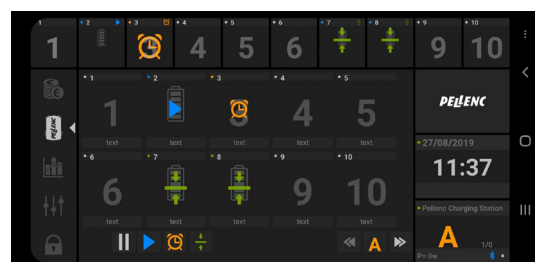 1 2 3 4 5 6 7 8 9 10
1 4 5 6 9 10
PELLENC
PELLENC
1 2 3 4 5
1 3 4 5
text text text text text
6 7 8 9 10
6 9 10
text text text text text
27/08/2019
11:37
Pellenc Charging Station
A
A
1/0
P= 0w